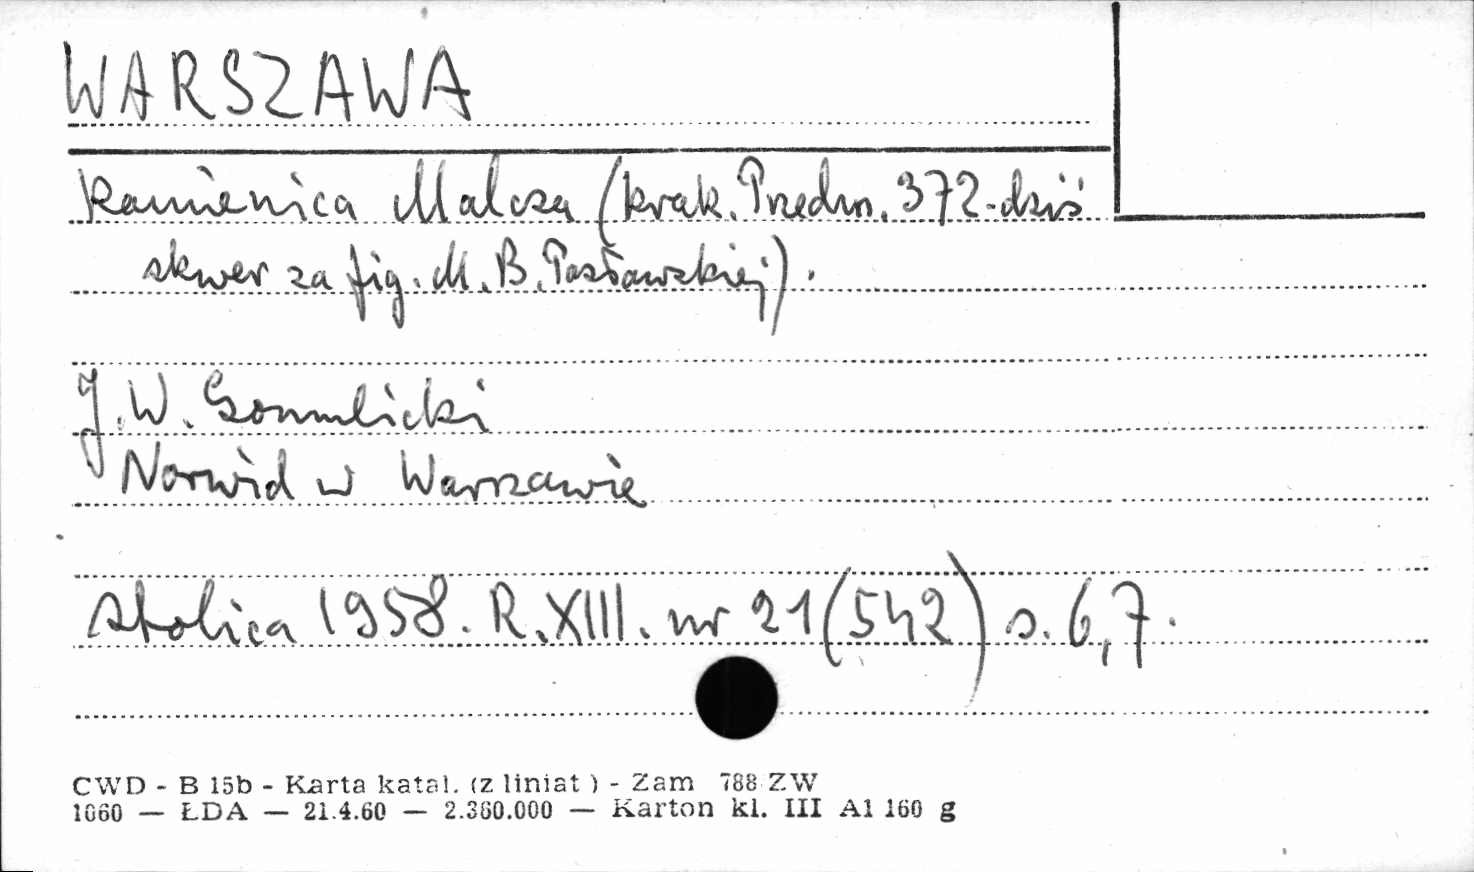 WARSZAWA
Kamienica Malcza (Krak. Przedm. 372-dziś
skwer za fig. M. B. Passawskiej).
J. W. Gomulicki
Norwid w Warszawie
Stolica 1958. R. XIII. nr 21 (542) s. 6,7.
CWD - B 15b - Karta katal. (z liniat ) - Zam 788 ZW
1060 — ŁDA — 21.4.60 — 2.360.000 — Karton kl. III A1 160 g